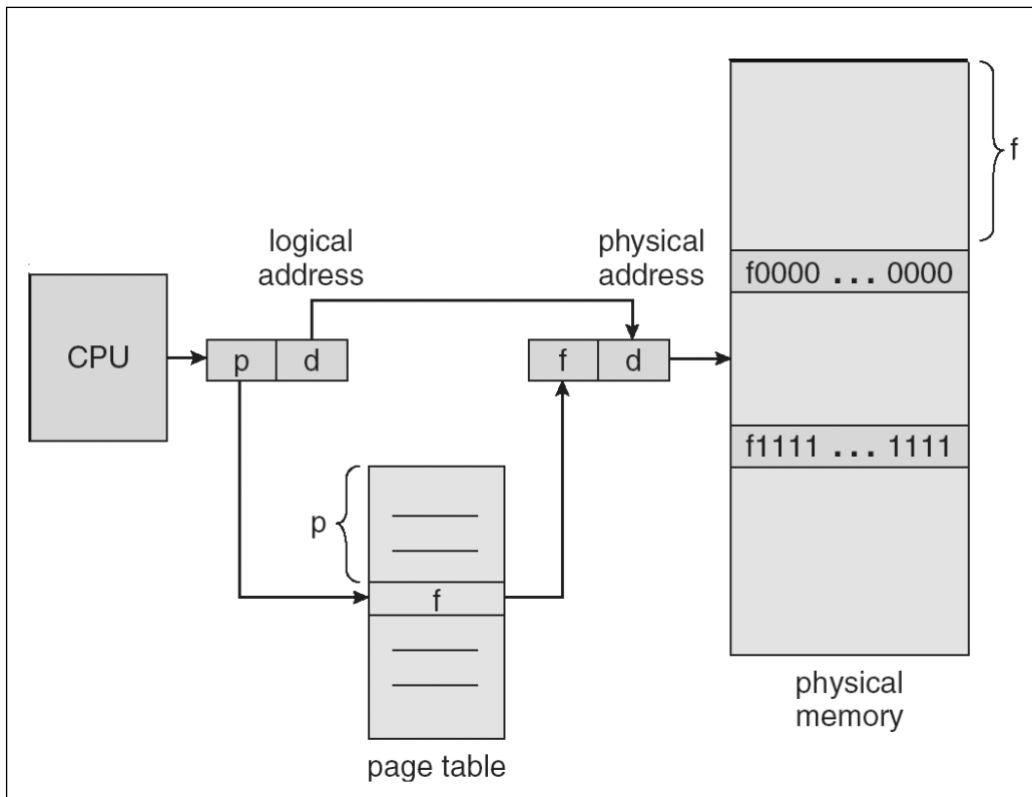 f
logical
address
physical
address
f0000 ... 0000
CPU
p d
f d
f1111 ... 1111
p
f
physical
memory
page table